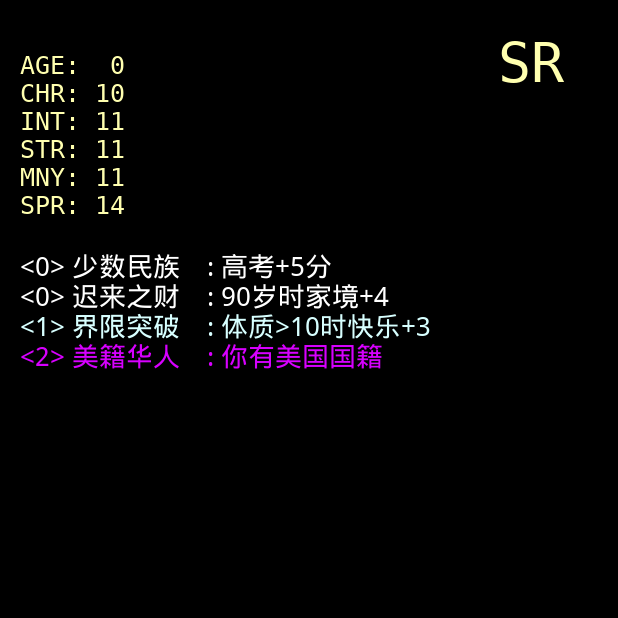 SR
AGE: 0
CHR: 10
INT: 11
STR: 11
MNY: 11
SPR: 14
<0> 少数民族 : 高考+5分
<0> 迟来之财 : 90岁时家境+4
<1> 界限突破 : 体质>10时快乐+3
<2> 美籍华人 : 你有美国国籍